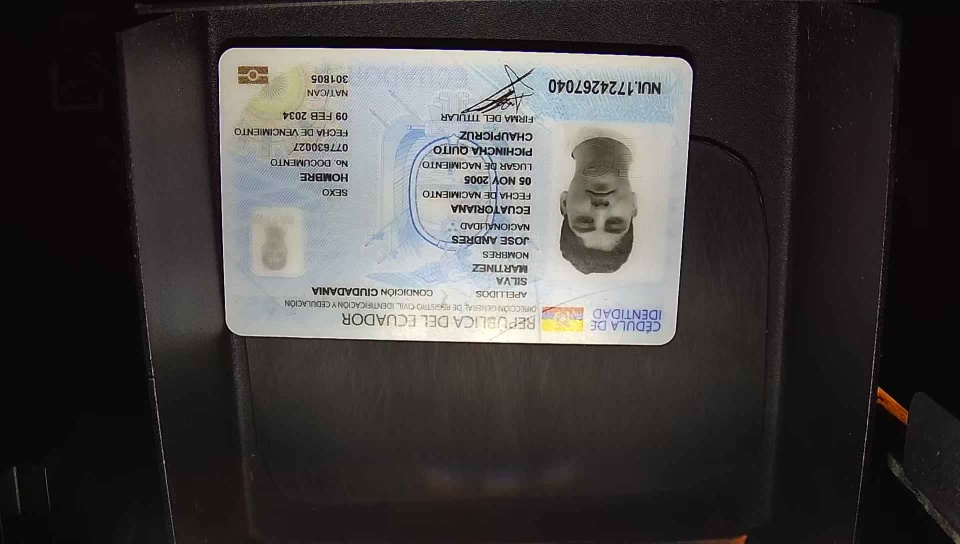 CÉDULA DE
IDENTIDAD
REPÚBLICA DEL ECUADOR
DIRECCIÓN GENERAL DE REGISTRO CIVIL, IDENTIFICACIÓN Y CEDULACIÓN
APELLIDOS
SILVA
MARTINEZ
CONDICIÓN CIUDADANIA
NOMBRES
JOSE ANDRES
NACIONALIDAD
ECUATORIANA
FECHA DE NACIMIENTO
05 NOV 2005
LUGAR DE NACIMIENTO
PICHINCHA QUITO
CHAUPICRUZ
FIRMA DEL TITULAR
SEXO
HOMBRE
No. DOCUMENTO
077630027
FECHA DE VENCIMIENTO
09 FEB 2034
NAT/CAN
301805
NUI.1724267040